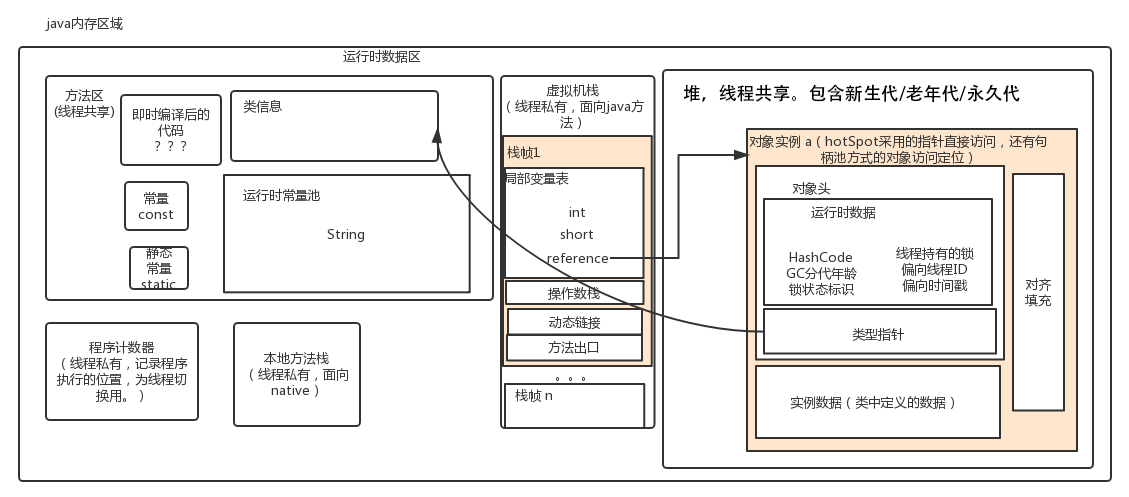 java内存区域
运行时数据区
方法区
(线程共享)
即时编译后的
代码
？？？
类信息
常量
const
静态
常量
static
运行时常量池
String
程序计数器
（线程私有，记录程序
执行的位置，为线程切
换用。）
本地方法栈
（线程私有，面向
native）
虚拟机栈
（线程私有，面向java方
法）
栈帧1
局部变量表
int
short
reference
操作数栈
动态链接
方法出口
。。。
栈帧 n
堆，线程共享。包含新生代/老年代/永久代
对象实例 a（hotSpot采用的指针直接访问，还有句
柄池方式的对象访问定位）
对象头
运行时数据
HashCode
GC分代年龄
锁状态标识
线程持有的锁
偏向线程ID
偏向时间戳
类型指针
实例数据（类中定义的数据）
对齐
填充